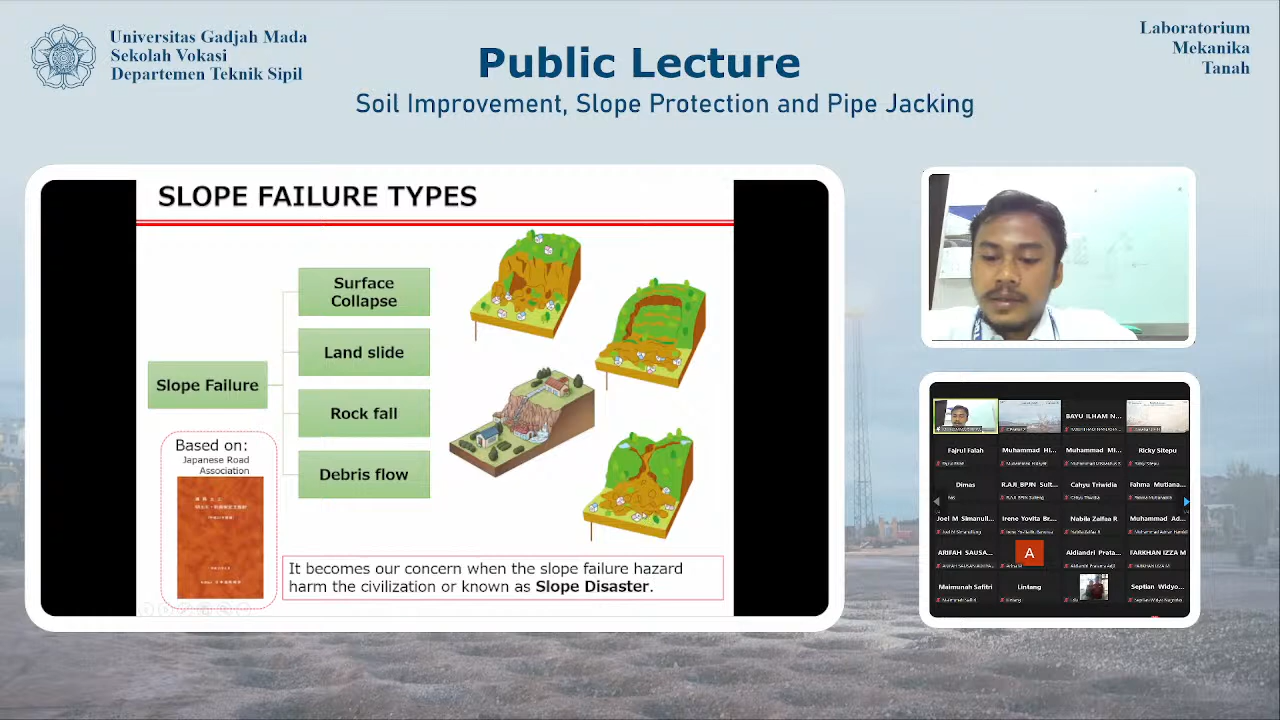 Universitas Gadjah Mada
Sekolah Vokasi
Departemen Teknik Sipil
Public Lecture
Soil Improvement, Slope Protection and Pipe Jacking
Laboratorium
Mekanika
Tanah
SLOPE FAILURE TYPES
Surface
Collapse
Land slide
Slope Failure
Rock fall
Debris flow
Based on:
Japanese Road
Association
It becomes our concern when the slope failure hazard
harm the civilization or known as Slope Disaster.
BAYU ILHAM N...
Fajrul Falah
Muhammad Hi...
Muhammad Mi...
Ricky Sitepu
Dimas
R.AJI_BPJN Sult...
Cahyu Triwidia
Fahma Mutiana...
Joel M Simanull...
Irene Yovita Br...
Nabila Zalfaa R
Muhammad Ad...
ARIFAH SAUSA...
A
Aldiandri Prata...
FARKHAN IZZA M
Maimunah Safitri
Lintang
Septian Widyo...